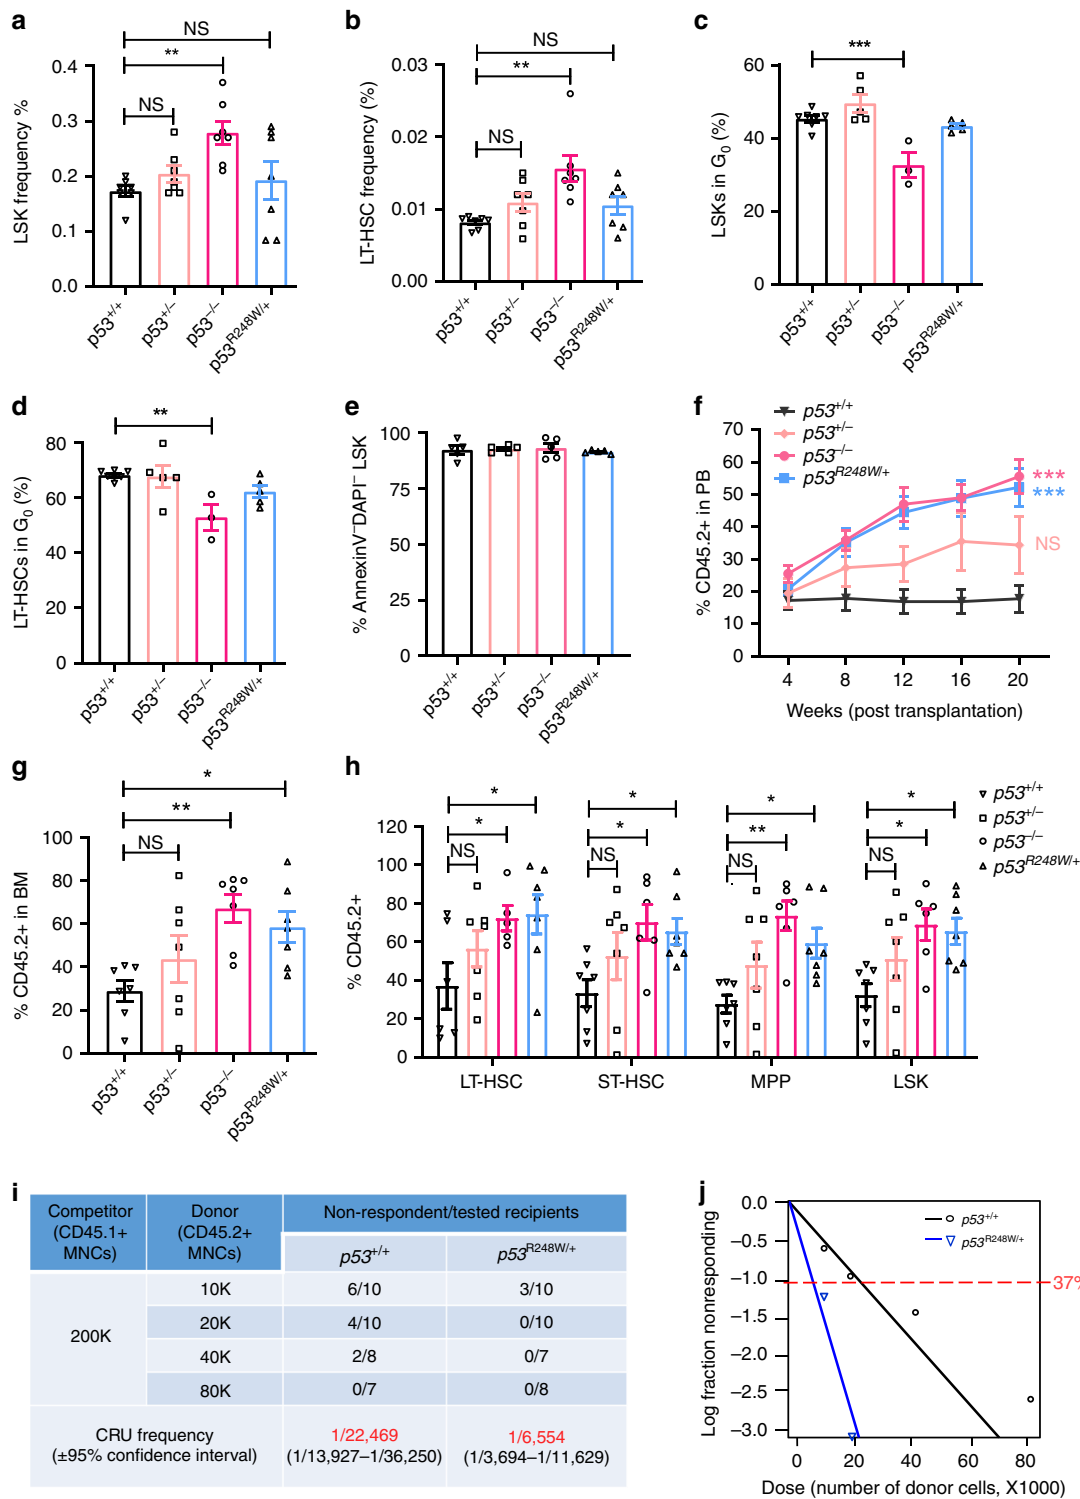 a
NS
**
NS
LSK frequency %
0.4
0.3
0.2
0.1
0.0
p53+/+
p53+/−
p53−/−
p53R248W/+
b
NS
**
NS
LT-HSC frequency (%)
0.03
0.02
0.01
0.00
p53+/+
p53+/−
p53−/−
p53R248W/+
c
***
LSKs in G0 (%)
60
40
20
0
p53+/+
p53+/−
p53−/−
p53R248W/+
d
**
LT-HSCs in G0 (%)
80
60
40
20
0
p53+/+
p53+/−
p53−/−
p53R248W/+
e
% AnnexinV−DAPI− LSK
100
75
50
25
0
p53+/+
p53+/−
p53−/−
p53R248W/+
f
p53+/+
p53+/−
p53−/−
p53R248W/+
% CD45.2+ in PB
70
60
50
40
30
20
10
0
***
***
NS
4 8 12 16 20
Weeks (post transplantation)
g
*
**
NS
% CD45.2+ in BM
100
80
60
40
20
0
p53+/+
p53+/−
p53−/−
p53R248W/+
h
% CD45.2+
120
100
80
60
40
20
0
*
*
NS
*
*
NS
*
**
NS
*
*
NS
LT-HSC ST-HSC MPP LSK
p53+/+
p53+/−
p53−/−
p53R248W/+
i
Competitor (CD45.1+ MNCs)
Donor (CD45.2+ MNCs)
Non-respondent/tested recipients
p53+/+ p53R248W/+
200K
10K 6/10 3/10
20K 4/10 0/10
40K 2/8 0/7
80K 0/7 0/8
CRU frequency
(±95% confidence interval)
1/22,469
(1/13,927–1/36,250)
1/6,554
(1/3,694–1/11,629)
j
Log fraction nonresponding
0.0
−0.5
−1.0
−1.5
−2.0
−2.5
−3.0
p53+/+
p53R248W/+
37%
0 20 40 60 80
Dose (number of donor cells, X1000)